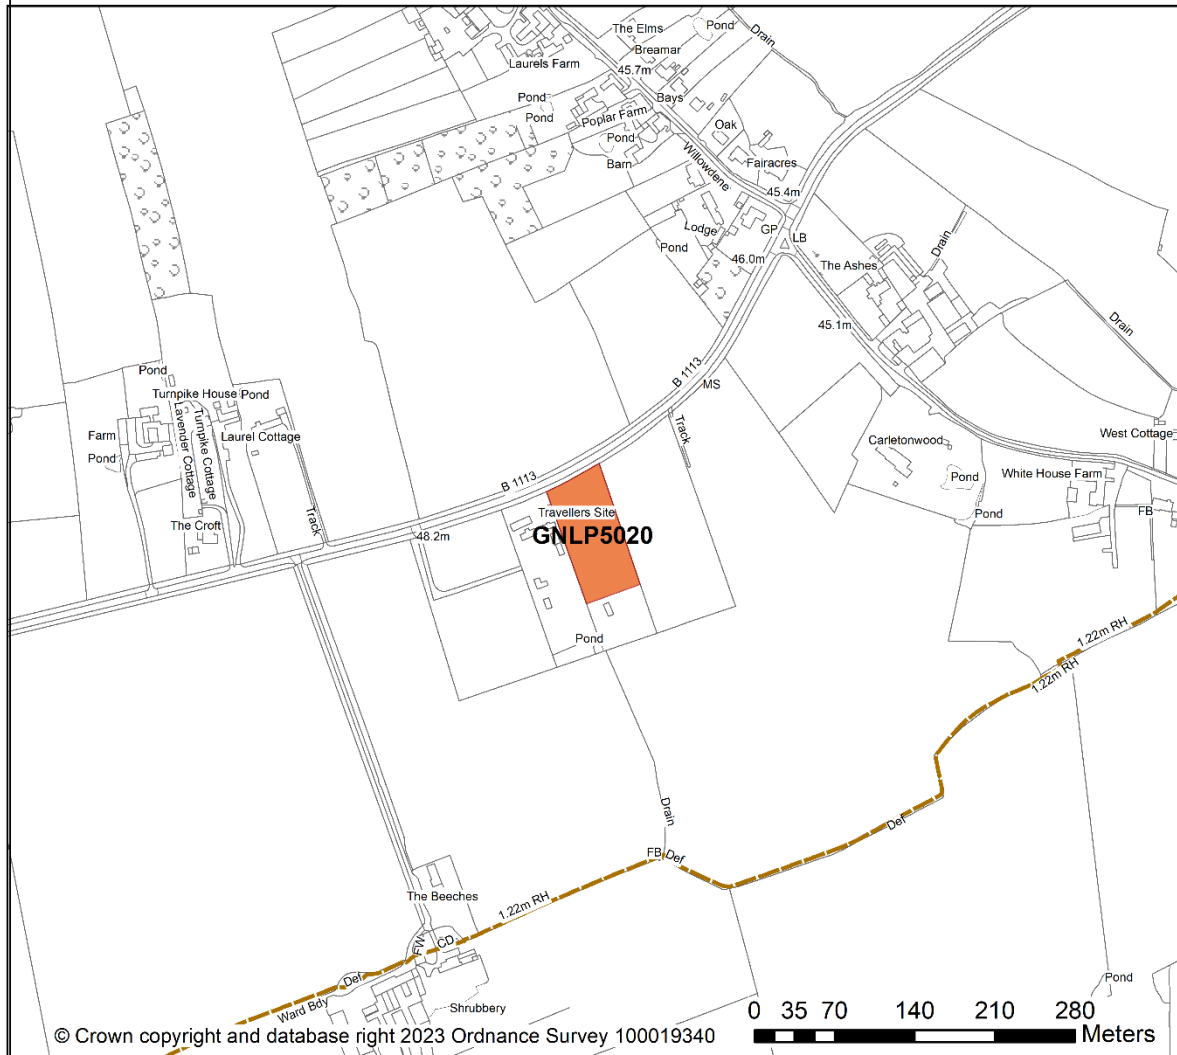 The Elms
Pond
Drain
Breamar
Laurels Farm
45.7m
Pond
Bays
Pond
Poplar Farm
Oak
Pond
Barn
Fairacres
Willowdene
45.4m
Lodge
GP
LB
Pond
46.0m
The Ashes
Drain
45.1m
Drain
Pond
B 1113
MS
Turnpike House
Pond
Lavender Cottage
Turnpike Cottage
Farm
Laurel Cottage
Track
Carletonwood
West Cottage
Pond
B 1113
Pond
White House Farm
Travellers Site
Pond
FB
The Croft
Track
48.2m
GNLP5020
Pond
1.22m RH
1.22m RH
Drain
Def
FB
Def
The Beeches
1.22m RH
FW
CD
Def
Pond
Ward Bdy
Shrubbery
0 35 70 140 210 280
Meters
© Crown copyright and database right 2023 Ordnance Survey 100019340